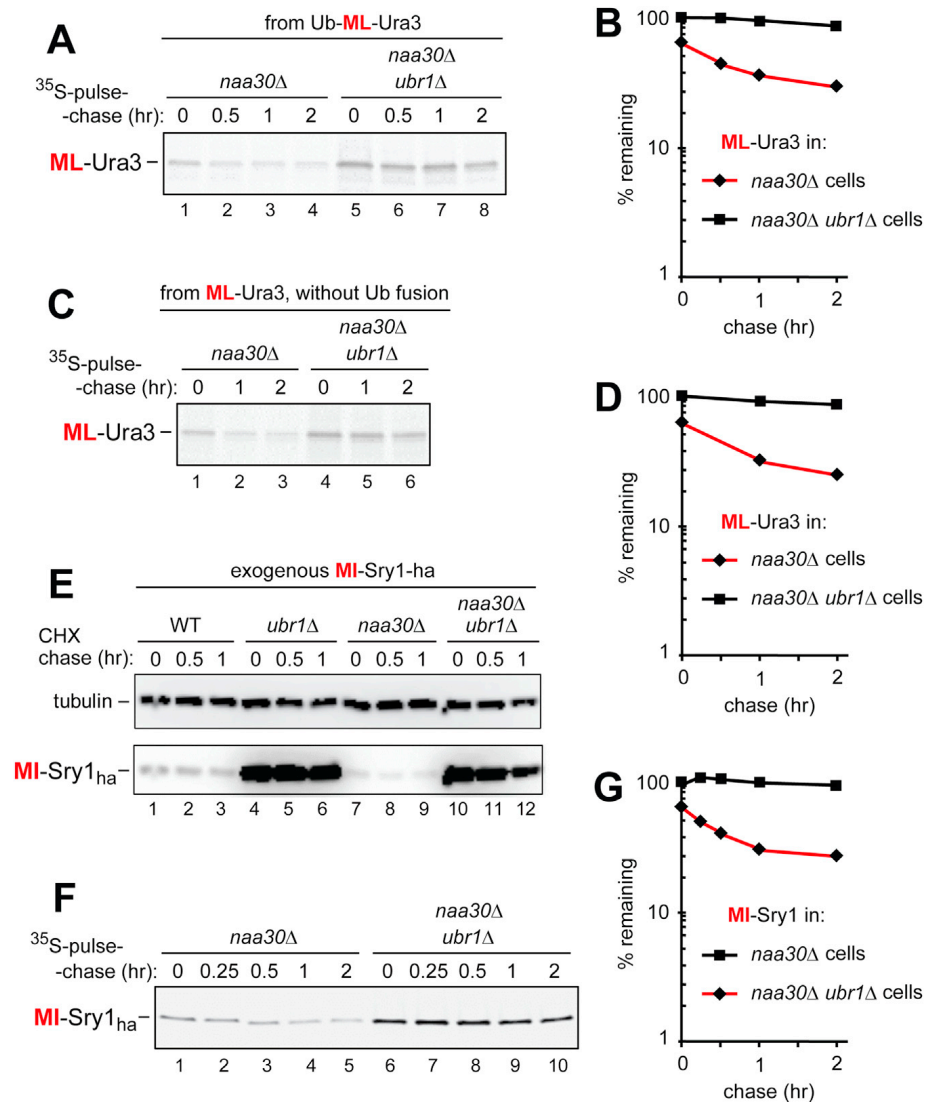 A
from Ub-ML-Ura3
naa30Δ
naa30Δ
ubr1Δ
35S-pulse-
-chase (hr): 0 0.5 1 2 0 0.5 1 2
ML-Ura3
1 2 3 4 5 6 7 8
B
% remaining
100
10
1
ML-Ura3 in:
naa30Δ cells
naa30Δ ubr1Δ cells
0 1 2
chase (hr)
C
from ML-Ura3, without Ub fusion
naa30Δ
naa30Δ
ubr1Δ
35S-pulse-
-chase (hr): 0 1 2 0 1 2
ML-Ura3
1 2 3 4 5 6
D
% remaining
100
10
1
ML-Ura3 in:
naa30Δ cells
naa30Δ ubr1Δ cells
0 1 2
chase (hr)
E
exogenous MI-Sry1-ha
WT ubr1Δ naa30Δ naa30Δ
ubr1Δ
CHX
chase (hr): 0 0.5 1 0 0.5 1 0 0.5 1 0 0.5 1
tubulin
MI-Sry1ha
1 2 3 4 5 6 7 8 9 10 11 12
F
naa30Δ
naa30Δ
ubr1Δ
35S-pulse-
-chase (hr): 0 0.25 0.5 1 2 0 0.25 0.5 1 2
MI-Sry1ha
1 2 3 4 5 6 7 8 9 10
G
% remaining
100
10
1
MI-Sry1 in:
naa30Δ cells
naa30Δ ubr1Δ cells
0 1 2
chase (hr)